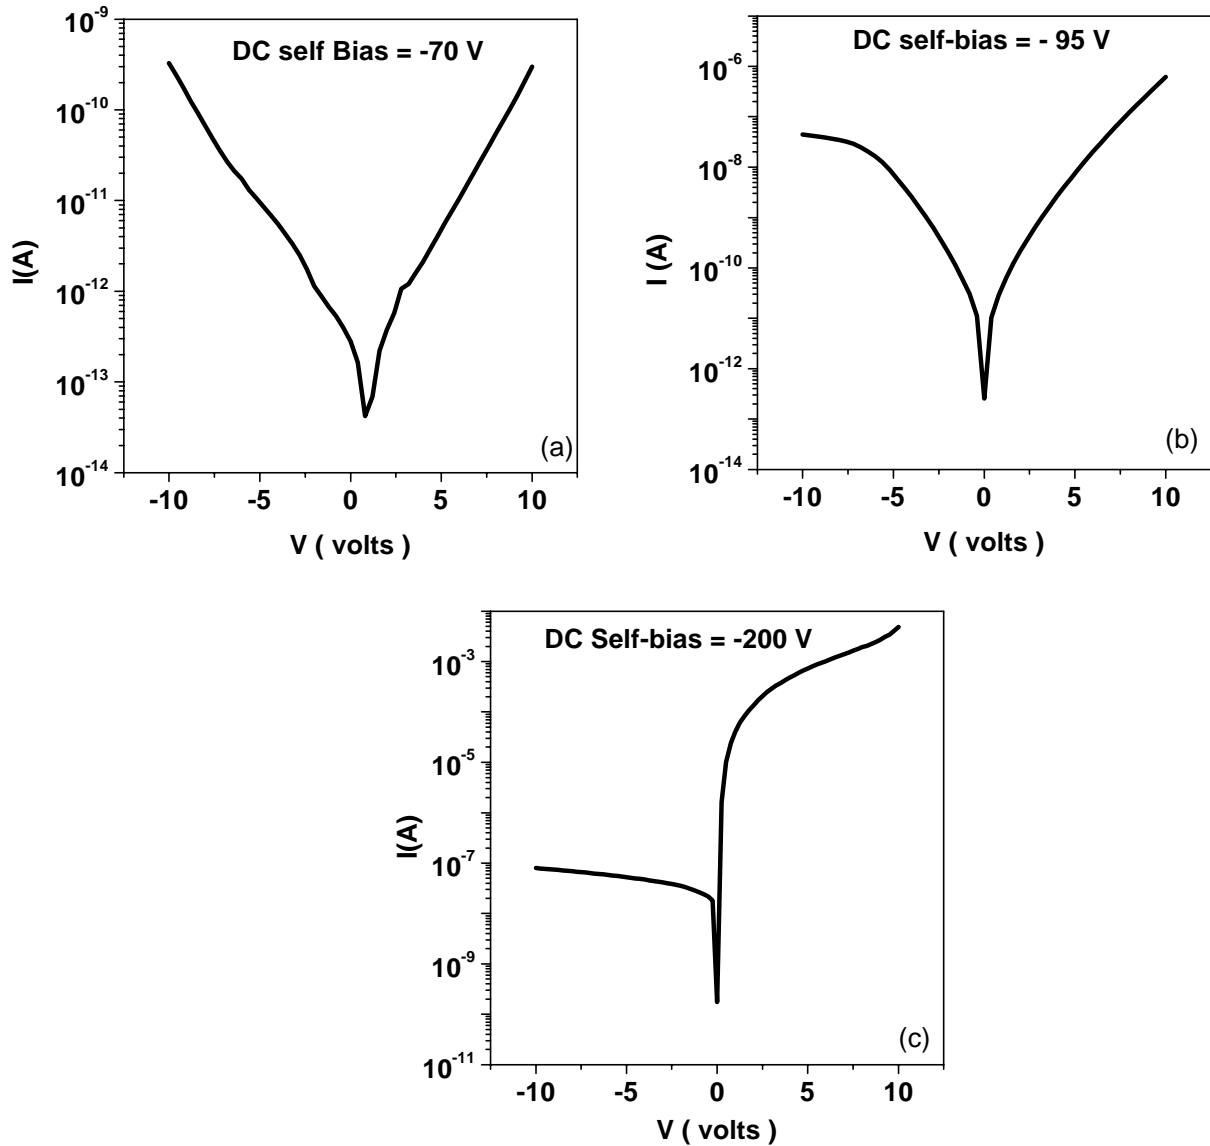 DC self Bias = -70 V
10^-9
10^-10
10^-11
10^-12
10^-13
10^-14
I(A)
-10 -5 0 5 10
V ( volts )
(a)
DC self-bias = - 95 V
10^-6
10^-8
10^-10
10^-12
10^-14
I (A)
-10 -5 0 5 10
V ( volts )
(b)
DC Self-bias = -200 V
10^-3
10^-5
10^-7
10^-9
10^-11
I(A)
-10 -5 0 5 10
V ( volts )
(c)